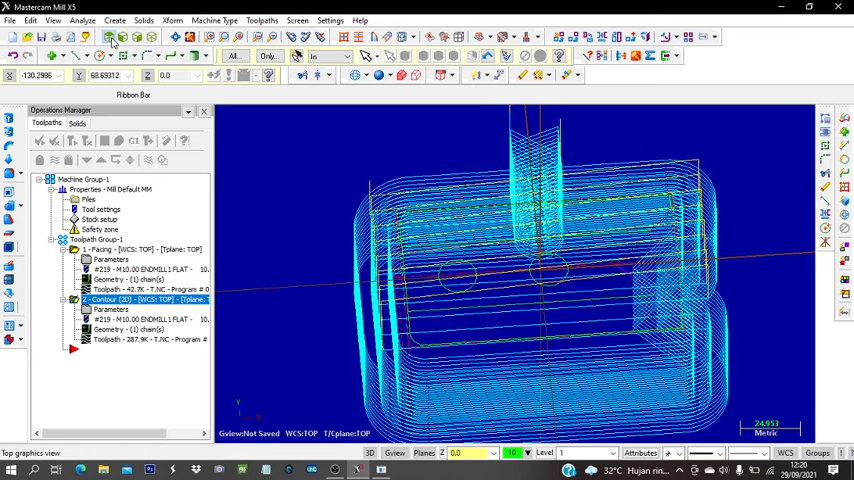 Mastercam Mill X5
File Edit View Analyze Create Solids Xform Machine Type Toolpaths Screen Settings Help
All... Only... In
X -130.2986 Y 68.69312 Z 0.0
Ribbon Bar
Operations Manager
Toolpaths Solids
G1
Machine Group-1
Properties - Mill Default MM
Files
Tool settings
Stock setup
Safety zone
Toolpath Group-1
1 - Facing - [WCS: TOP] - [Tplane: TOP]
Parameters
#219 - M10.00 ENDMILL1 FLAT - 10.
Geometry - (1) chain(s)
Toolpath - 42.7K - T.NC - Program # 0
2 - Contour (2D) - [WCS: TOP] - [Tplane: T
Parameters
#219 - M10.00 ENDMILL1 FLAT - 10.
Geometry - (1) chain(s)
Toolpath - 287.9K - T.NC - Program #
Y
X
Gview:Not Saved WCS:TOP T/Cplane:TOP
24.953
Metric
Top graphics view
3D Gview Planes Z 0.0 10 Level 1 Attributes WCS Groups ! ?
32°C Hujan rin...
12:20
29/09/2021